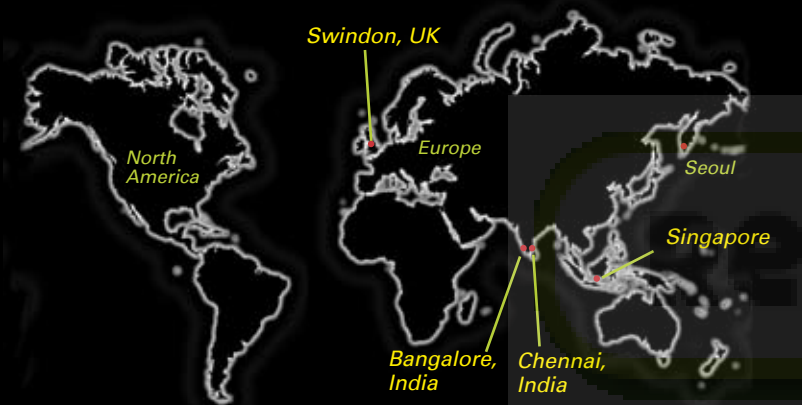 Swindon, UK
North
America
Europe
Seoul
Singapore
Bangalore,
India
Chennai,
India